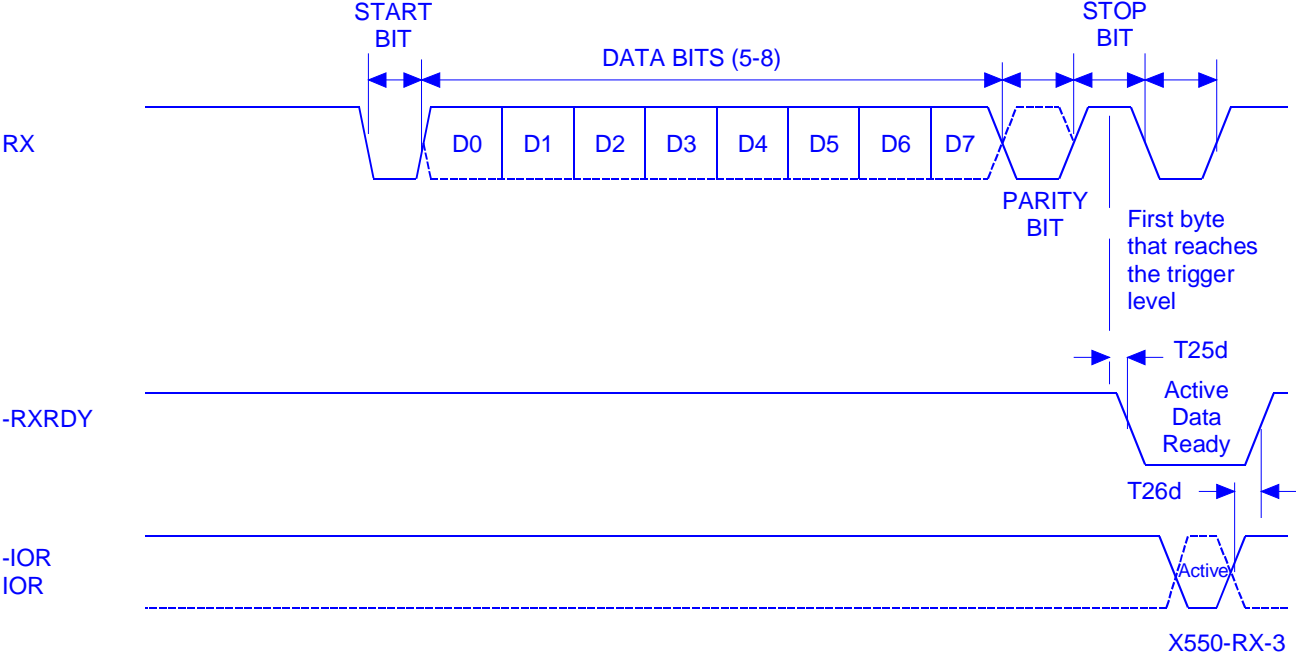 START
BIT
STOP
BIT
DATA BITS (5-8)
RX
D0 D1 D2 D3 D4 D5 D6 D7
PARITY
BIT
First byte
that reaches
the trigger
level
T25d
-RXRDY
Active
Data
Ready
T26d
-IOR
IOR
Active
X550-RX-3